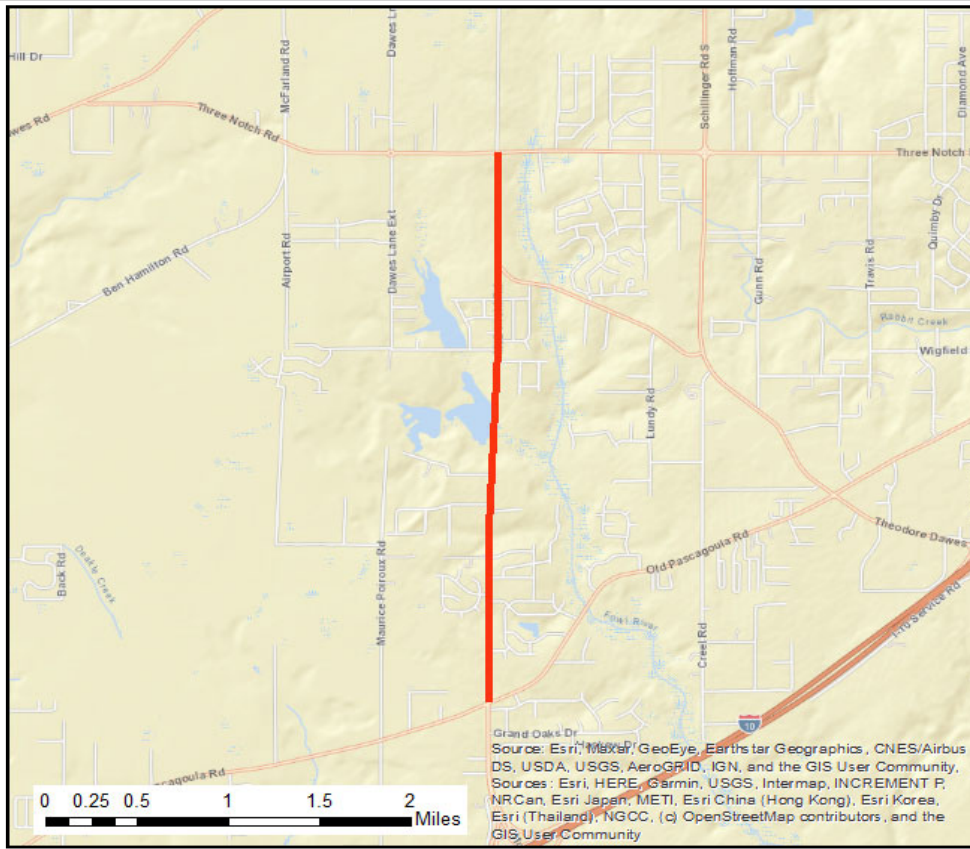 Hill Dr
McFarland Rd
Dawes Ln
Schillinger Rd S
Hoffman Rd
Diamond Ave
Three Notch Rd
Three Notch
Ben Hamilton Rd
Airport Rd
Dawes Lane Ext
Gunn Rd
Travis Rd
Quimby Dr
Rabbit Creek
Wigfield
Lundy Rd
Theodore Dawes
Old Pascagoula Rd
Back Rd
Deakle Creek
Maurice Poiroux Rd
Fowl River
Creel Rd
I-10 Service Rd
10
Grand Oaks Dr
Source: Esri, Maxar, GeoEye, Earthstar Geographics, CNES/Airbus
DS, USDA, USGS, AeroGRID, IGN, and the GIS User Community,
Sources: Esri, HERE, Garmin, USGS, Intermap, INCREMENT P,
NRCan, Esri Japan, METI, Esri China (Hong Kong), Esri Korea,
Esri (Thailand), NGCC, (c) OpenStreetMap contributors, and the
GIS User Community
0 0.25 0.5 1 1.5 2
Miles